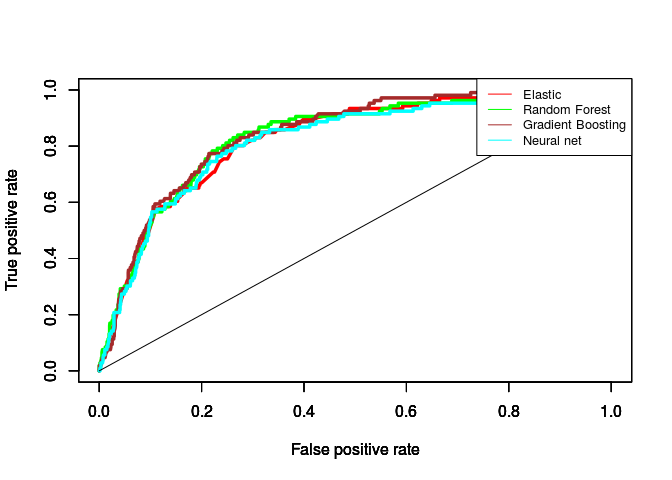 True positive rate
1.0
0.8
0.6
0.4
0.2
0.0
Elastic
Random Forest
Gradient Boosting
Neural net
0.0 0.2 0.4 0.6 0.8 1.0
False positive rate